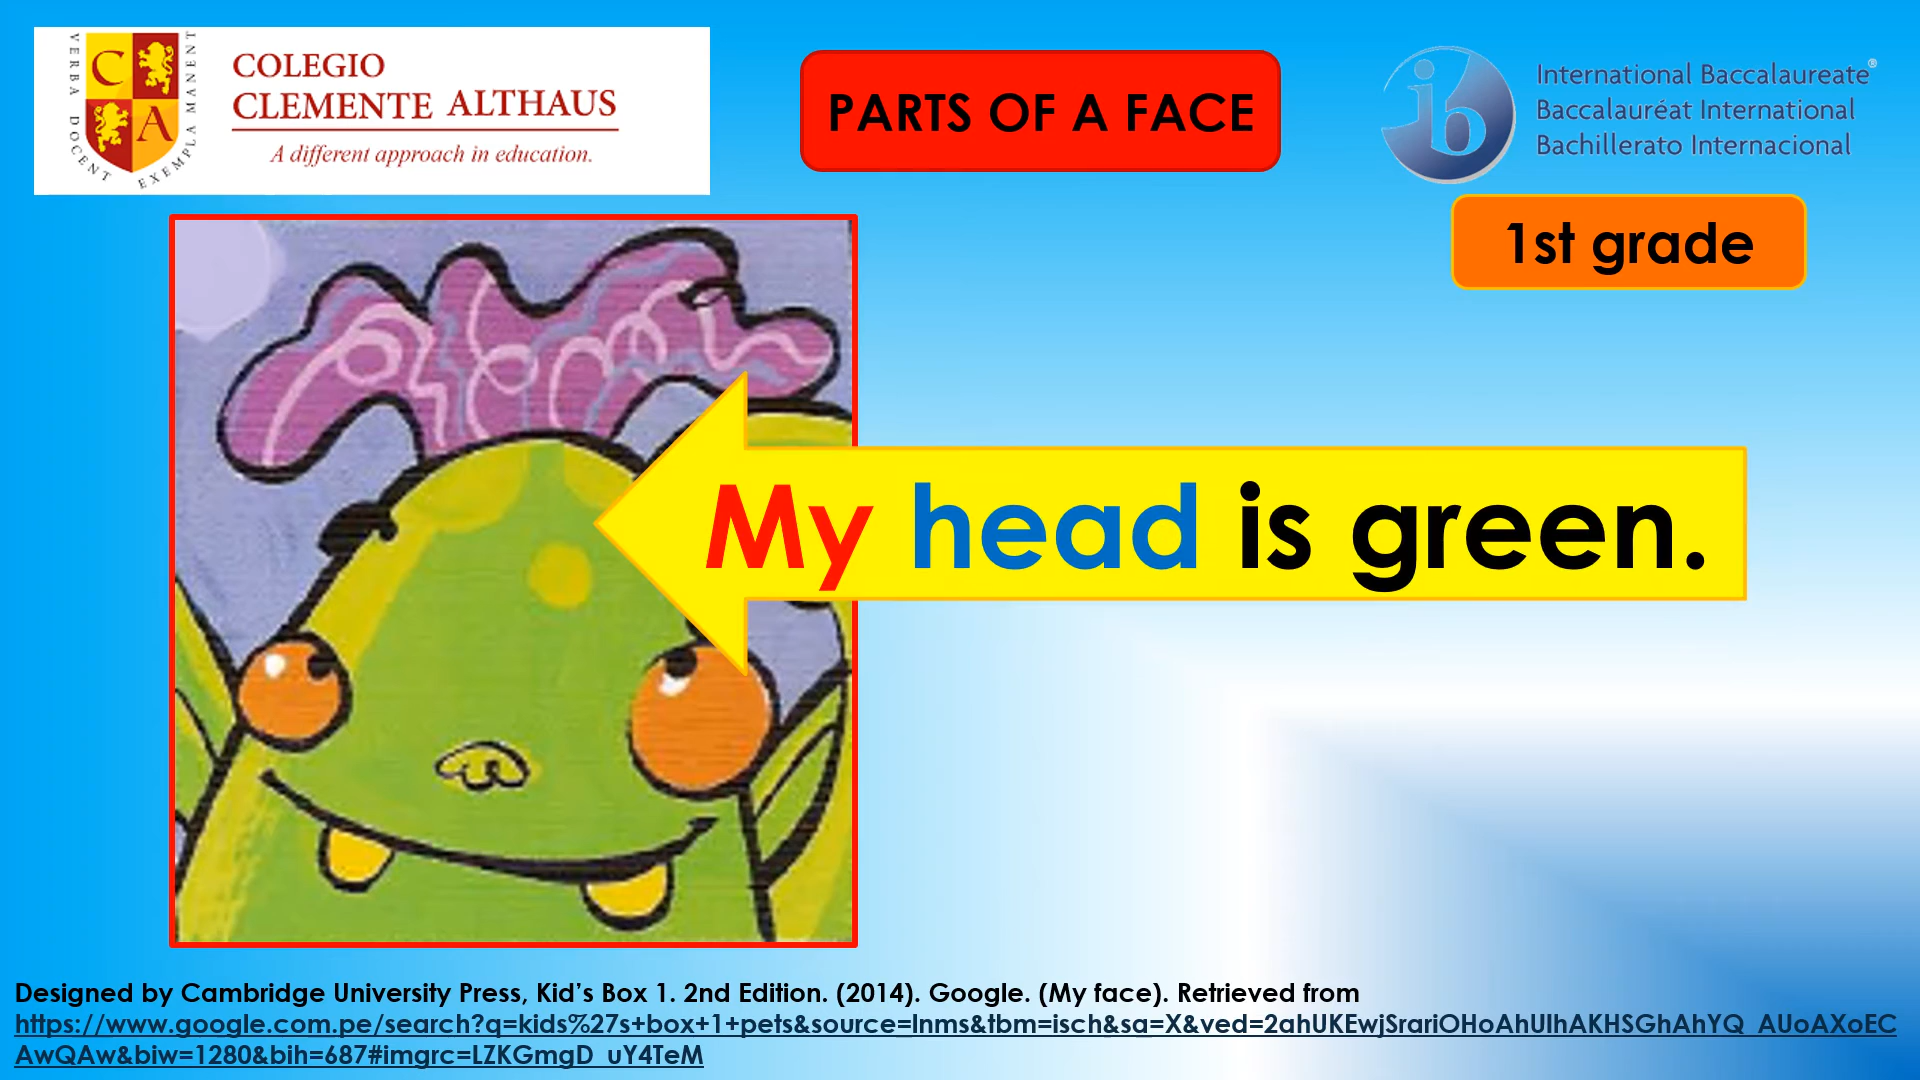 VERBA DOCENT EXEMPLA MANENT
C
A
COLEGIO
CLEMENTE ALTHAUS
A different approach in education.
PARTS OF A FACE
ib
International Baccalaureate®
Baccalauréat International
Bachillerato Internacional
1st grade
My head is green.
Designed by Cambridge University Press, Kid’s Box 1. 2nd Edition. (2014). Google. (My face). Retrieved from
https://www.google.com.pe/search?q=kids%27s+box+1+pets&source=lnms&tbm=isch&sa=X&ved=2ahUKEwjSrariOHoAhUIhAKHSGhAhYQ_AUoAXoEC
AwQAw&biw=1280&bih=687#imgrc=LZKGmgD_uY4TeM